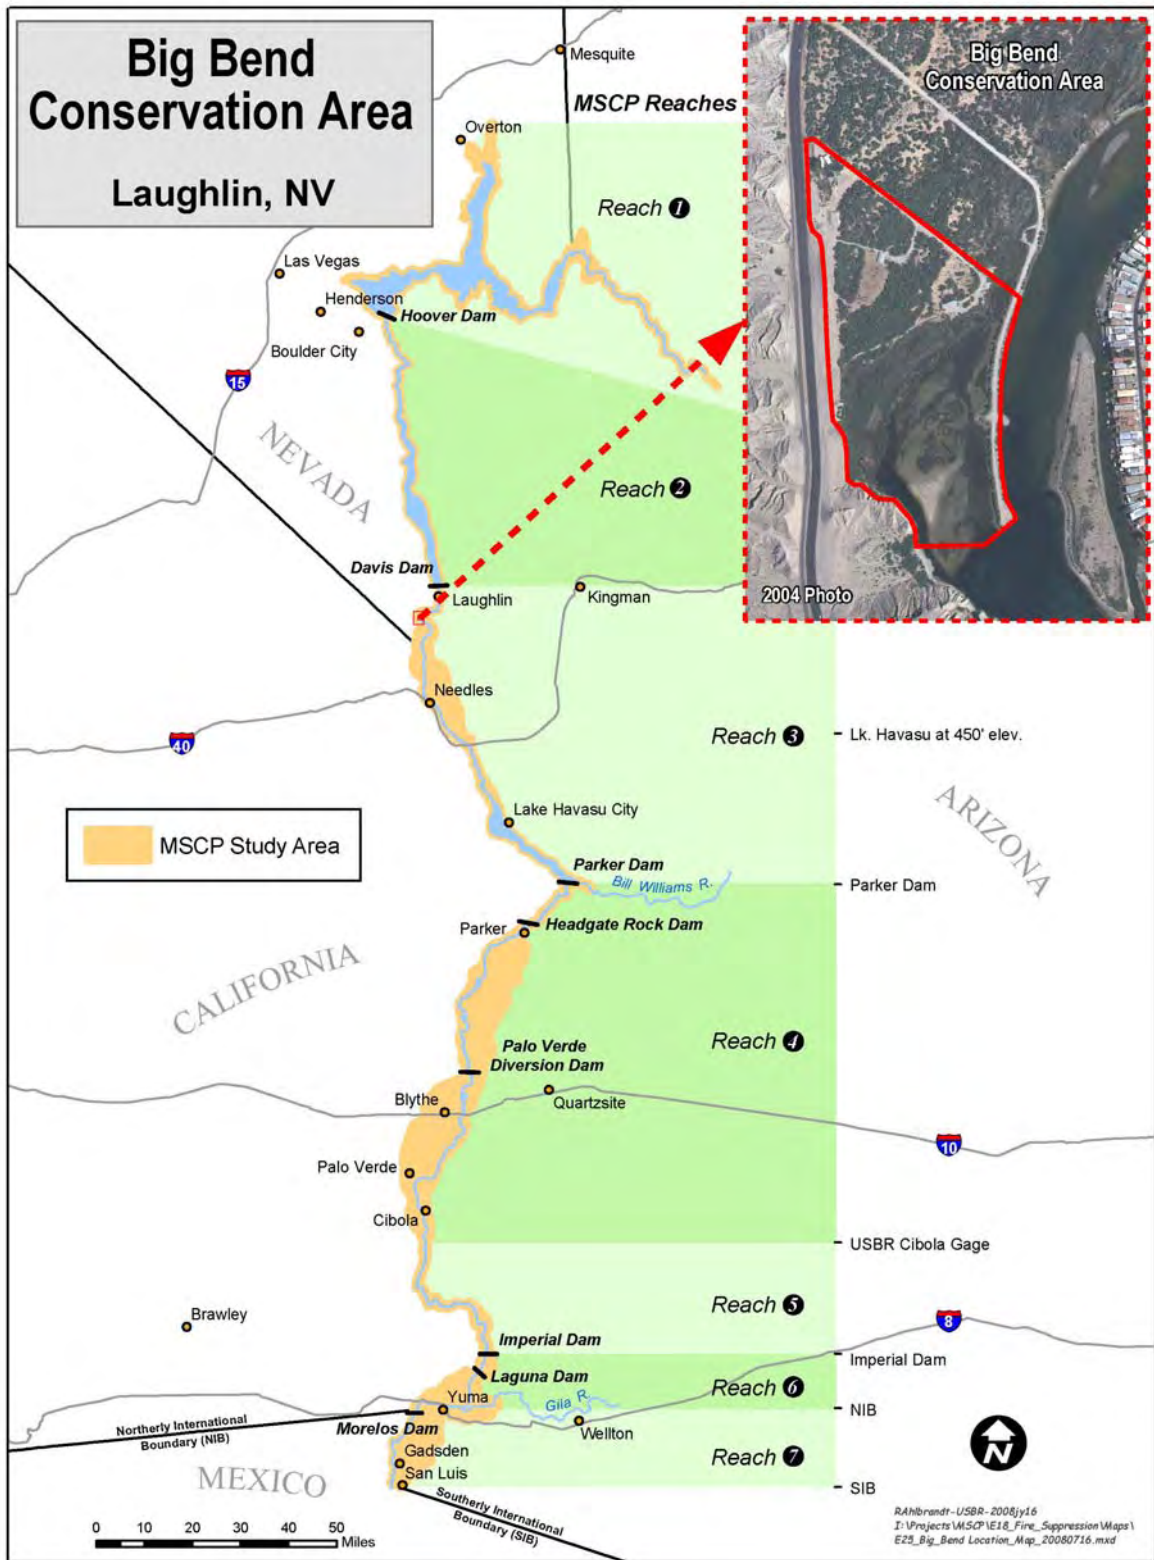 Big Bend
Conservation Area
Laughlin, NV
Mesquite
MSCP Reaches
Big Bend
Conservation Area
2004 Photo
Overton
Reach 1
Las Vegas
Henderson
Hoover Dam
Boulder City
15
NEVADA
Reach 2
Davis Dam
Laughlin
Kingman
Needles
40
Reach 3
Lk. Havasu at 450' elev.
ARIZONA
MSCP Study Area
Lake Havasu City
Parker Dam
Bill Williams R.
Parker Dam
Parker
Headgate Rock Dam
CALIFORNIA
Reach 4
Palo Verde
Diversion Dam
Blythe
Quartzsite
10
Palo Verde
Cibola
USBR Cibola Gage
Reach 5
Brawley
8
Imperial Dam
Imperial Dam
Laguna Dam
Reach 6
Yuma
Gila R.
NIB
Wellton
Northerly International
Boundary (NIB)
Morelos Dam
N
Gadsden
Reach 7
San Luis
MEXICO
SIB
Southerly International
Boundary (SIB)
0 10 20 30 40 50
Miles
RAhlbrandt-USBR-2008jy16
I:\Projects\MSCP\E18_Fire_Suppression\Maps\
E25_Big_Bend Location_Map_20080716.mxd